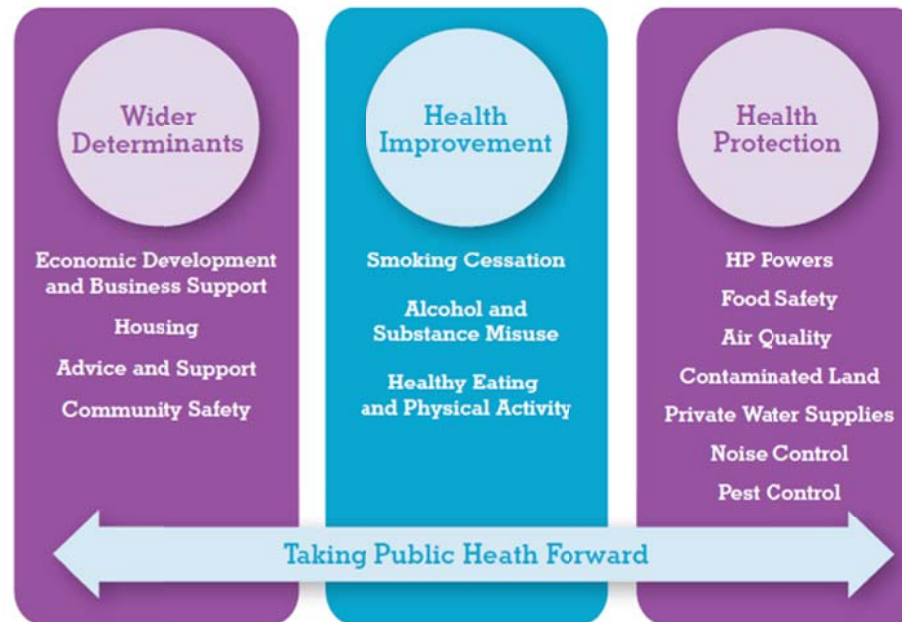 Wider
Determinants
Economic Development
and Business Support
Housing
Advice and Support
Community Safety
Health
Improvement
Smoking Cessation
Alcohol and
Substance Misuse
Healthy Eating
and Physical Activity
Health
Protection
HP Powers
Food Safety
Air Quality
Contaminated Land
Private Water Supplies
Noise Control
Pest Control
Taking Public Heath Forward